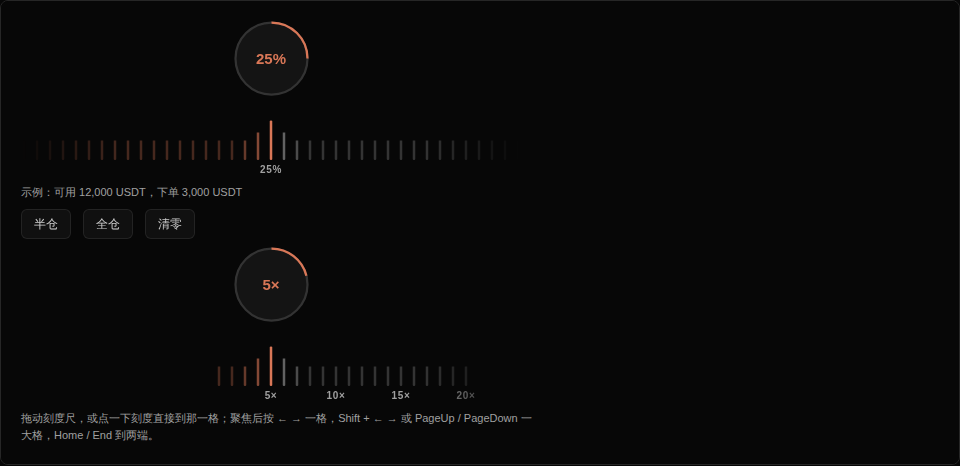 25%
25%
示例：可用 12,000 USDT，下单 3,000 USDT
半仓 全仓 清零
5×
5× 10× 15× 20×
拖动刻度尺，或点一下刻度直接到那一格；聚焦后按 ← → 一格，Shift + ← → 或 PageUp / PageDown 一
大格，Home / End 到两端。